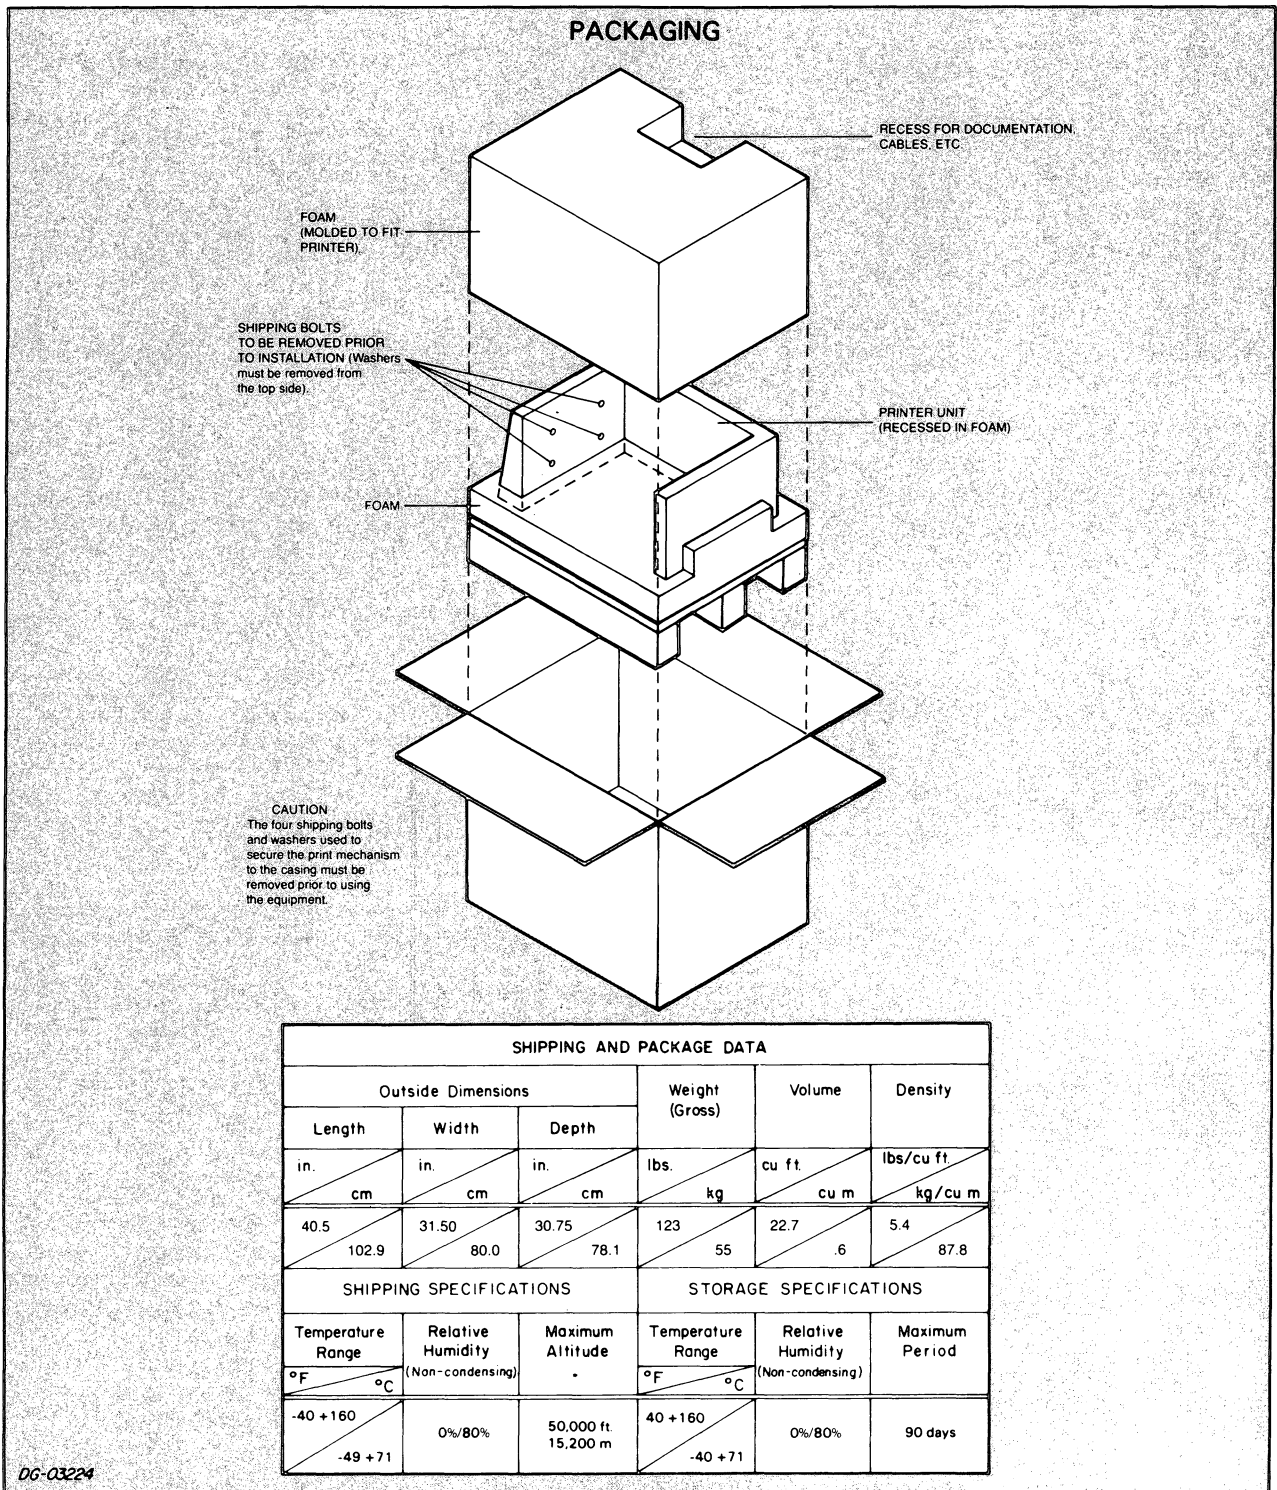 PACKAGING
RECESS FOR DOCUMENTATION,
CABLES, ETC.
FOAM
(MOLDED TO FIT
PRINTER).
SHIPPING BOLTS
TO BE REMOVED PRIOR
TO INSTALLATION (Washers
must be removed from
the top side).
PRINTER UNIT
(RECESSED IN FOAM)
FOAM
CAUTION
The four shipping bolts
and washers used to
secure the print mechanism
to the casing must be
removed prior to using
the equipment.
SHIPPING AND PACKAGE DATA
Outside Dimensions Weight (Gross) Volume Density
Length Width Depth
in. in. in. lbs. cu ft. lbs/cu ft.
cm cm cm kg cu m kg/cu m
40.5 31.50 30.75 123 22.7 5.4
102.9 80.0 78.1 55 .6 87.8
SHIPPING SPECIFICATIONS STORAGE SPECIFICATIONS
Temperature Relative Maximum Temperature Relative Maximum
Range Humidity Altitude Range Humidity Period
°F °C (Non-condensing) °F °C (Non-condensing)
-40 +160 0%/80% 50,000 ft. 40 +160 0%/80% 90 days
-49 +71 15,200 m -40 +71
DG-03224